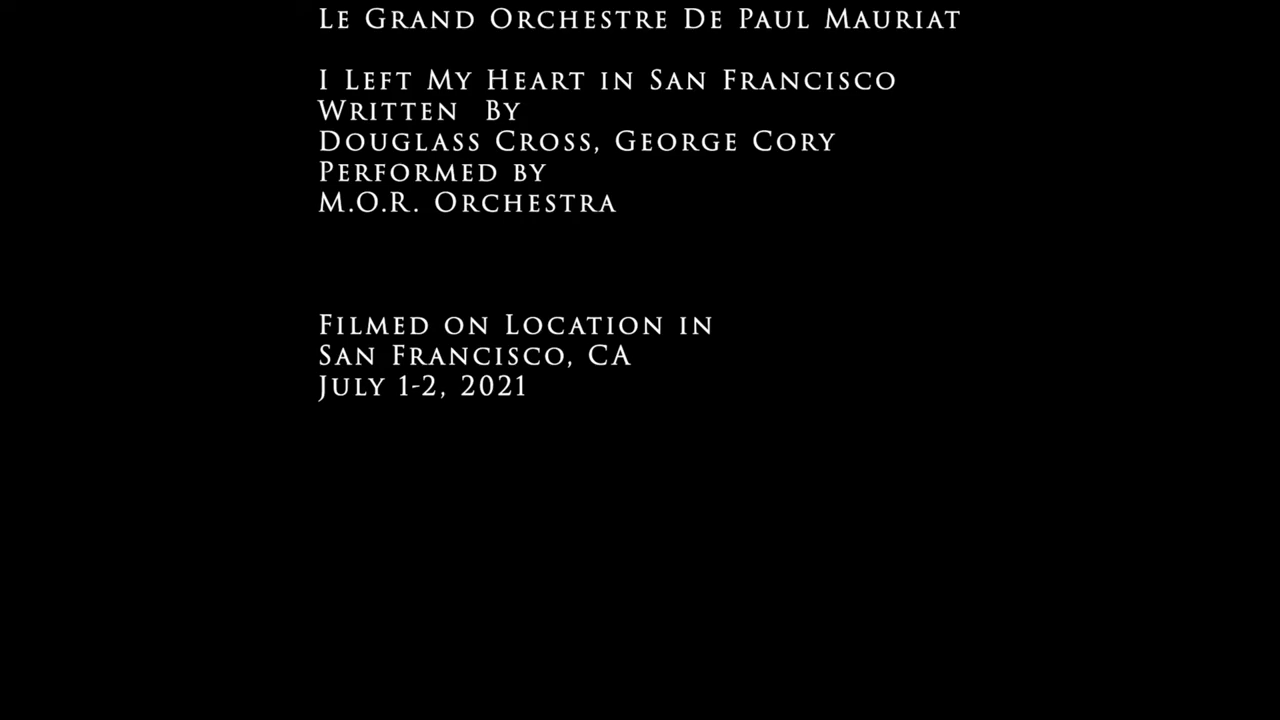 Le Grand Orchestre De Paul Mauriat
I Left My Heart in San Francisco
Written By
Douglass Cross, George Cory
Performed by
M.O.R. Orchestra
Filmed on Location in
San Francisco, CA
July 1-2, 2021